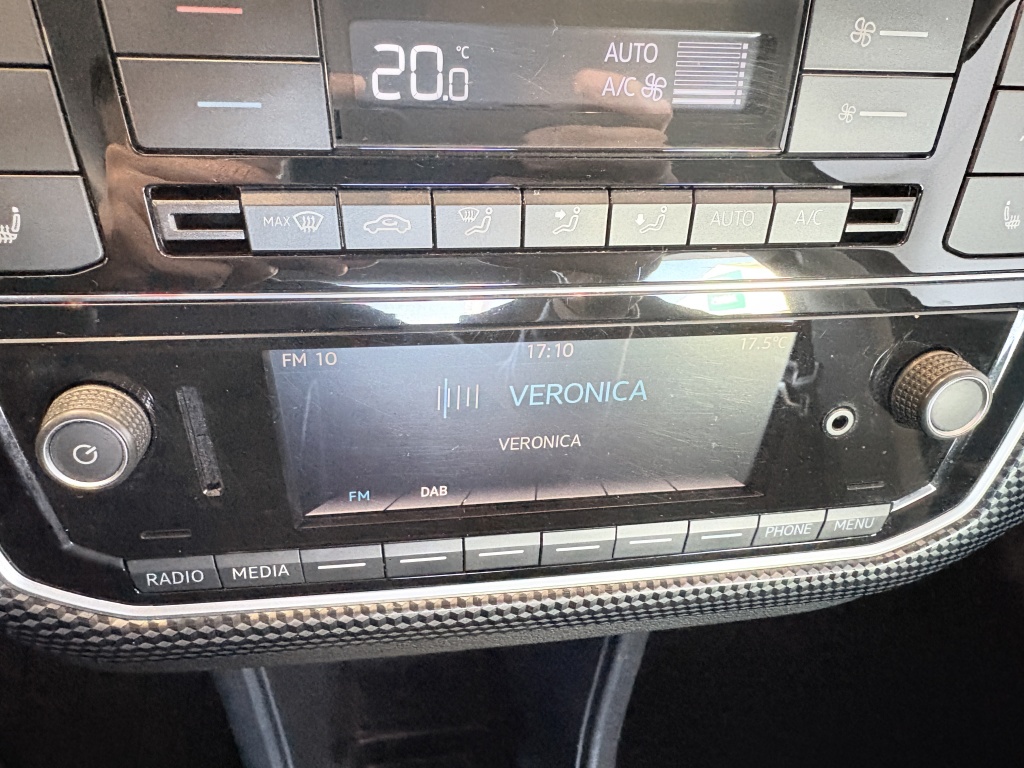 20.0 °C AUTO
A/C
MAX AUTO A/C
FM 10 17:10 17.5°C
VERONICA
VERONICA
FM DAB
RADIO MEDIA PHONE MENU